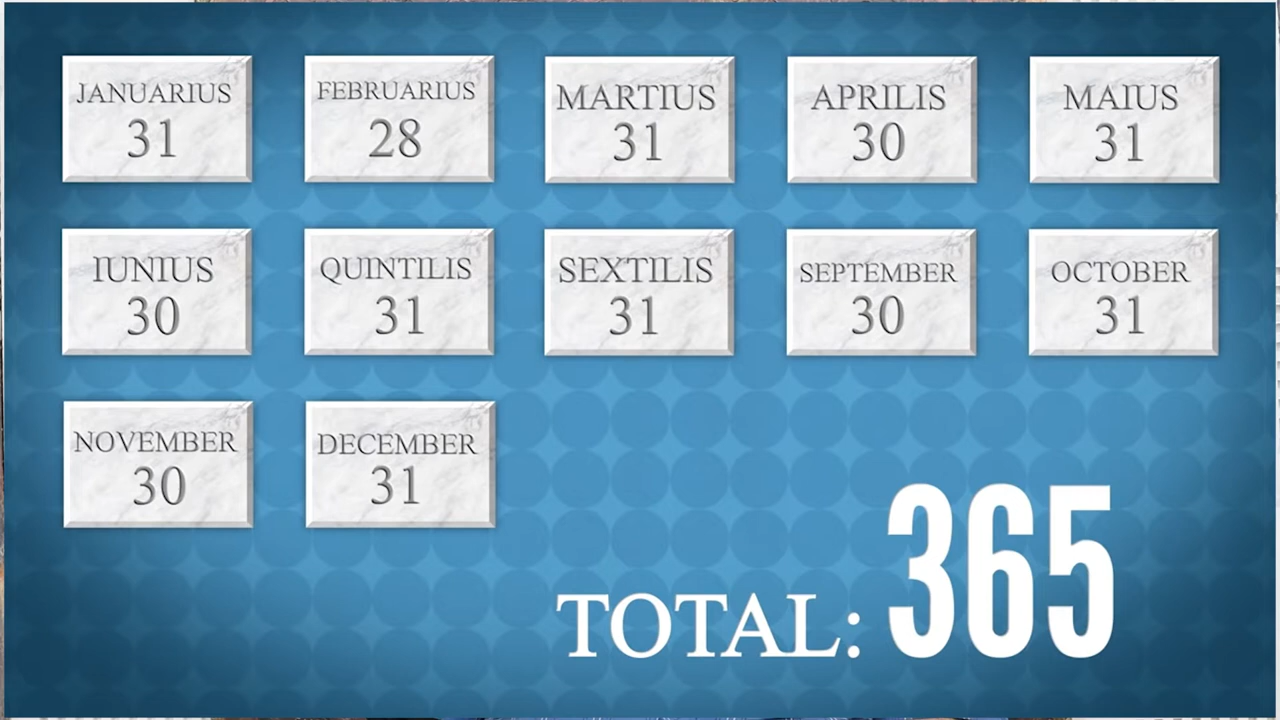 JANUARIUS
31
FEBRUARIUS
28
MARTIUS
31
APRILIS
30
MAIUS
31
IUNIUS
30
QUINTILIS
31
SEXTILIS
31
SEPTEMBER
30
OCTOBER
31
NOVEMBER
30
DECEMBER
31
TOTAL: 365